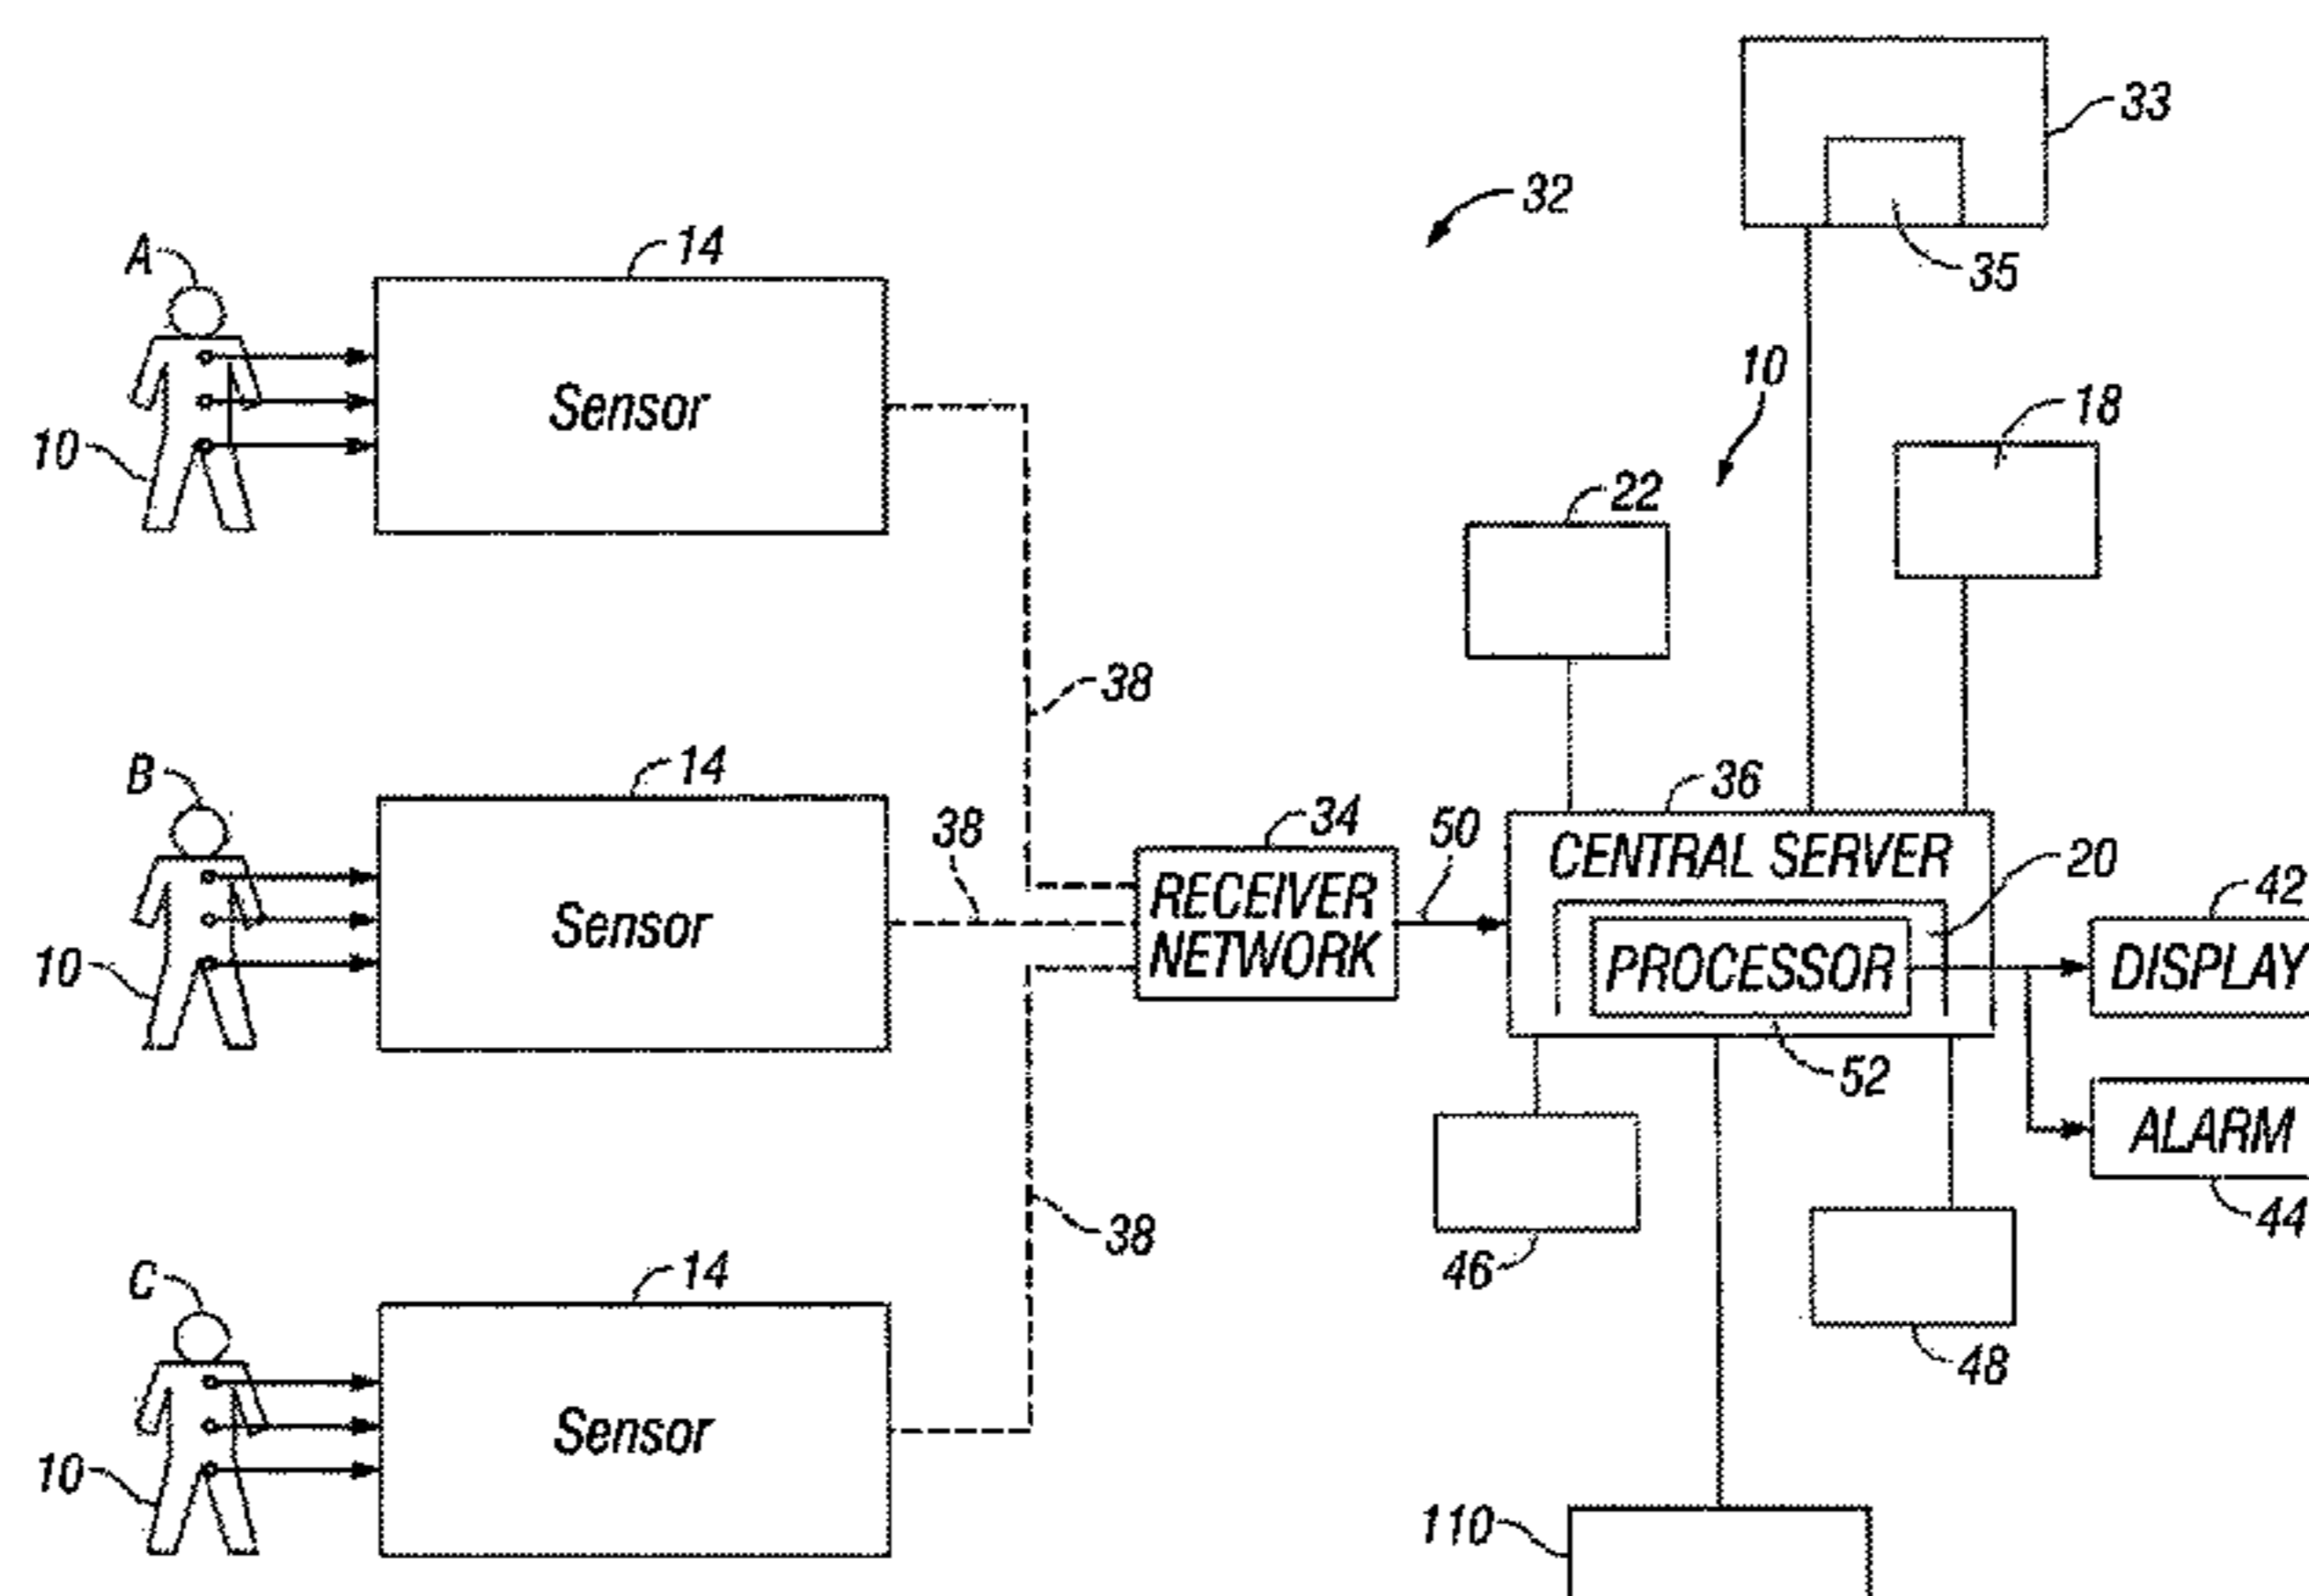 33
32
35
A
14
10
18
Sensor
10
22
38
B
14
36
38
34
50
CENTRAL SERVER
20
42
Sensor
RECEIVER
NETWORK
PROCESSOR
DISPLAY
10
52
ALARM
38
44
46
C
14
48
Sensor
10
110